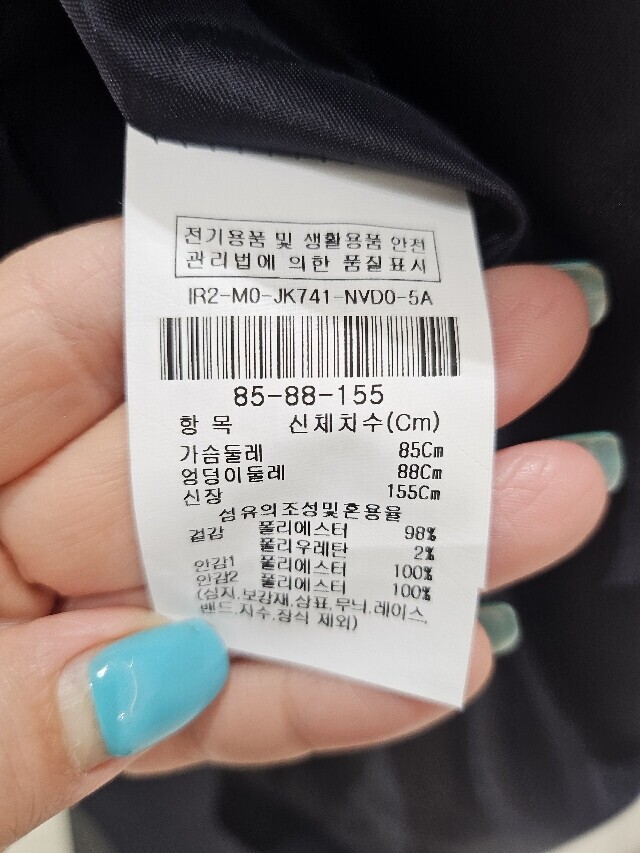 전기용품 및 생활용품 안전
관리법에 의한 품질표시
IR2-M0-JK741-NVD0-5A
85-88-155
항 목 신체치수(Cm)
가슴둘레 85Cm
엉덩이둘레 88Cm
신장 155Cm
섬유의조성및혼용율
겉감 폴리에스터 98%
폴리우레탄 2%
안감1 폴리에스터 100%
안감2 폴리에스터 100%
(심지.보강재.상표.무늬.레이스.
밴드.자수.장식 제외)